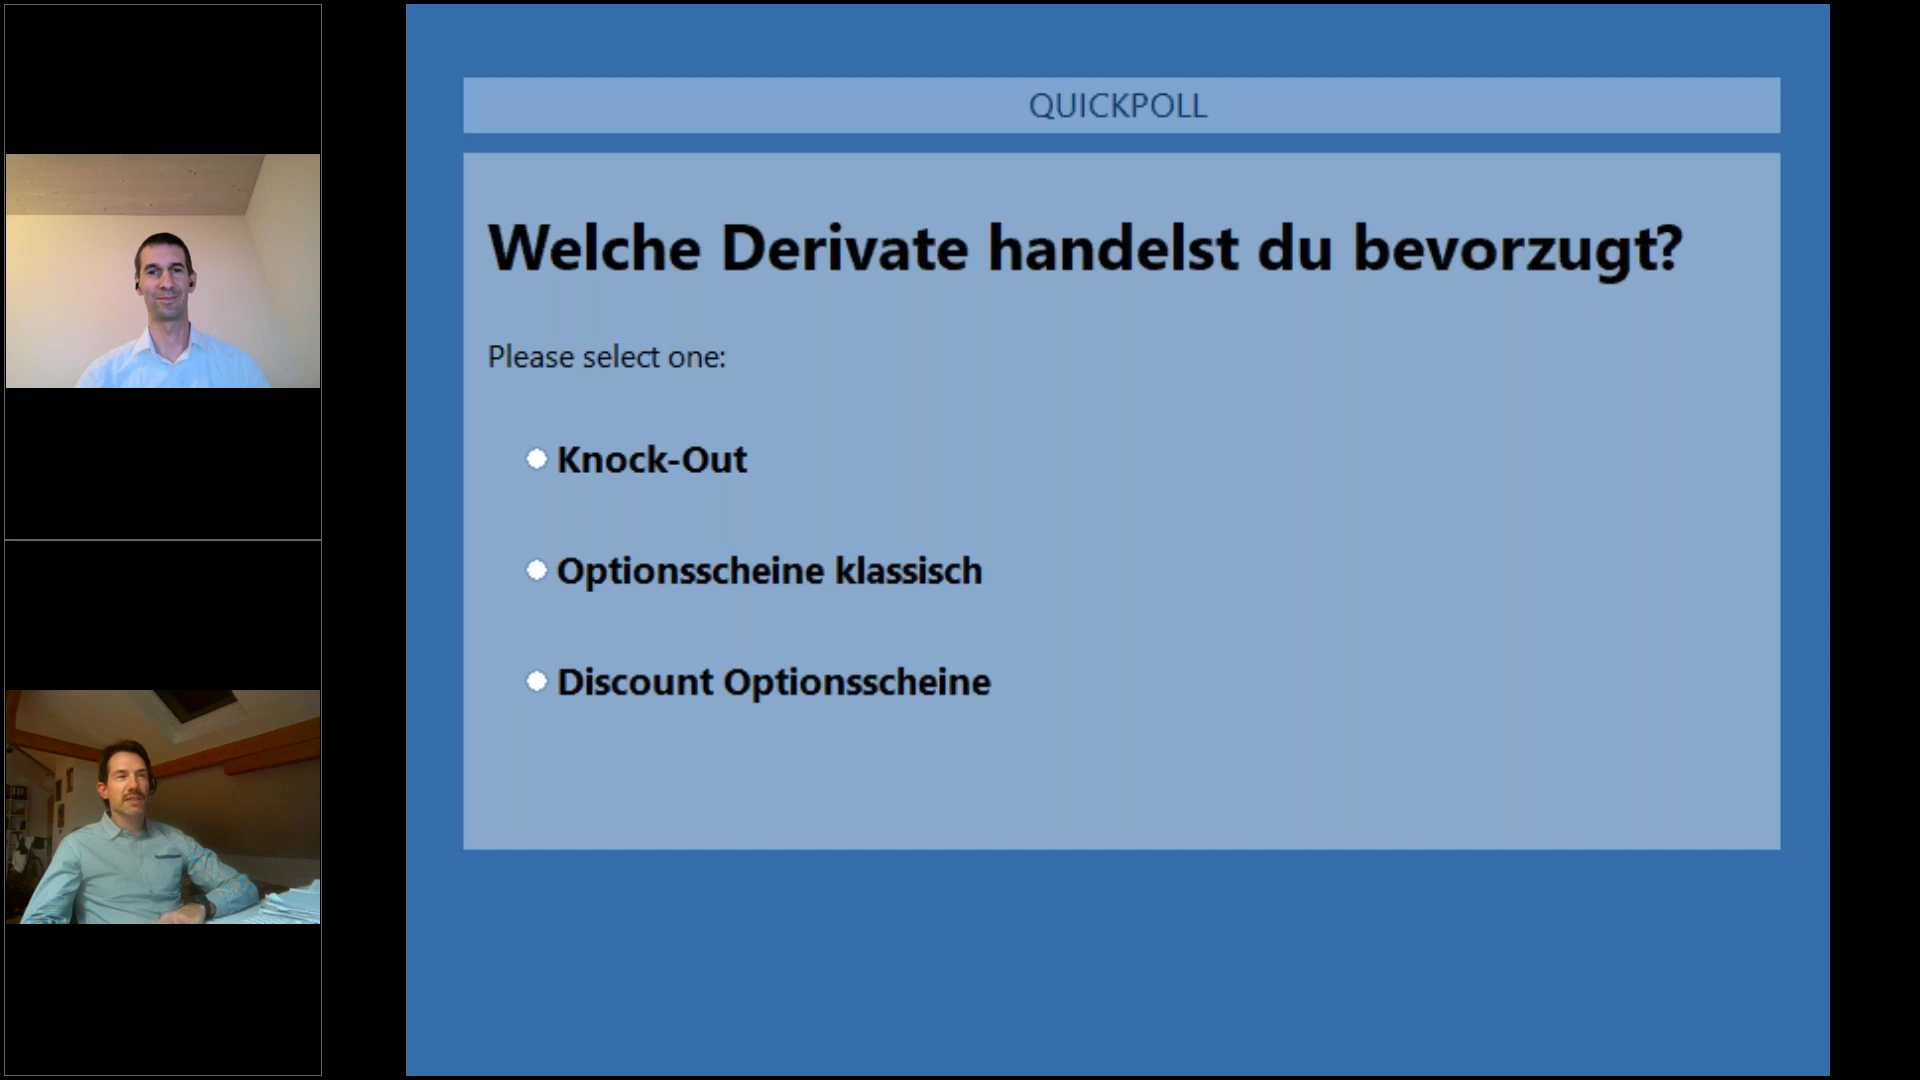 QUICKPOLL
Welche Derivate handelst du bevorzugt?
Please select one:
Knock-Out
Optionsscheine klassisch
Discount Optionsscheine